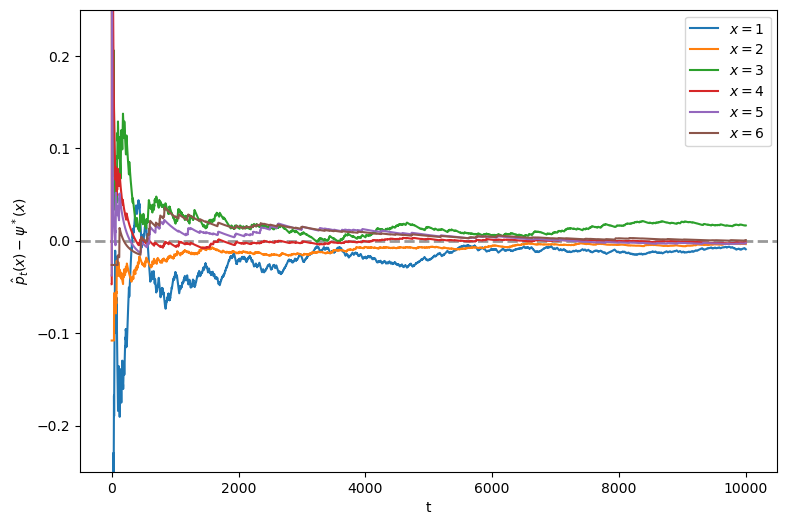 0.2
0.1
0.0
−0.1
−0.2
p̂ₜ(x) − ψ*(x)
0
2000
4000
6000
8000
10000
t
x = 1
x = 2
x = 3
x = 4
x = 5
x = 6